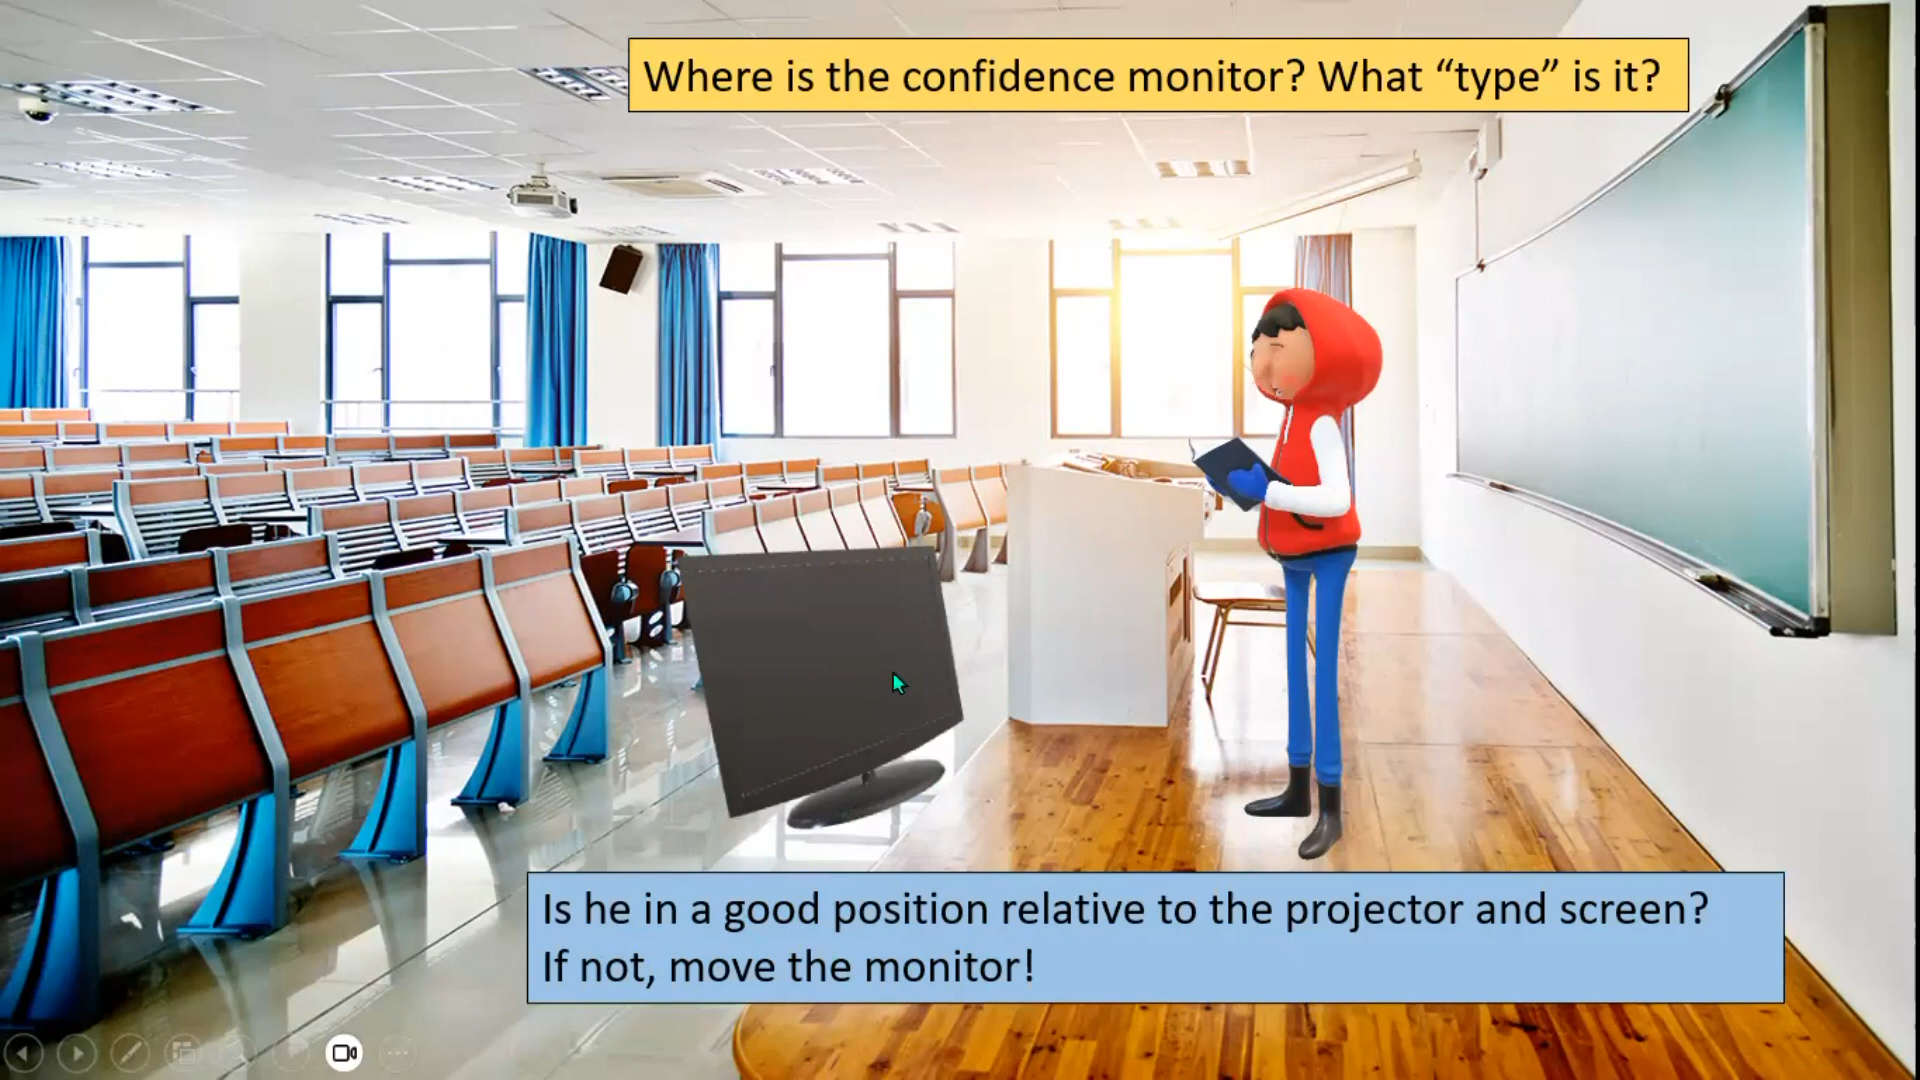 Where is the confidence monitor? What “type” is it?
Is he in a good position relative to the projector and screen?
If not, move the monitor!